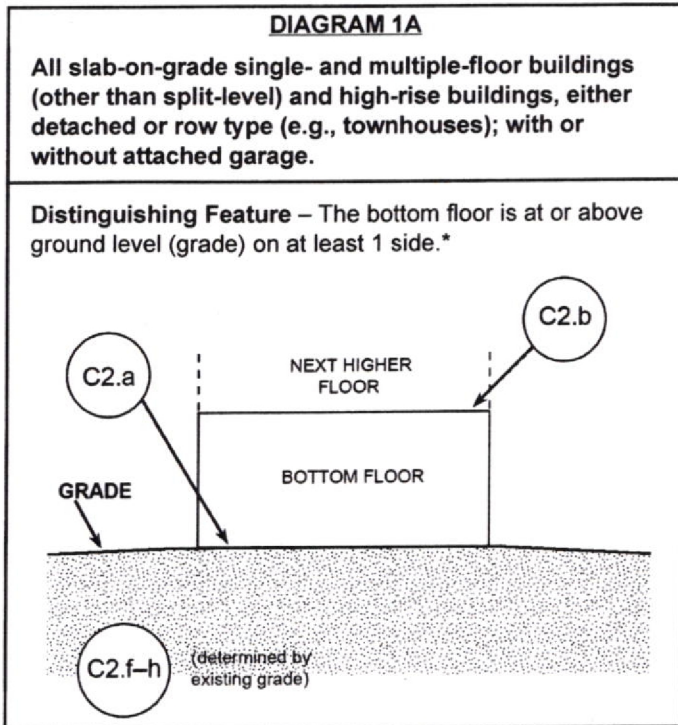 DIAGRAM 1A
All slab-on-grade single- and multiple-floor buildings
(other than split-level) and high-rise buildings, either
detached or row type (e.g., townhouses); with or
without attached garage.
Distinguishing Feature – The bottom floor is at or above
ground level (grade) on at least 1 side.*
C2.b
C2.a
NEXT HIGHER
FLOOR
BOTTOM FLOOR
GRADE
C2.f–h
(determined by
existing grade)